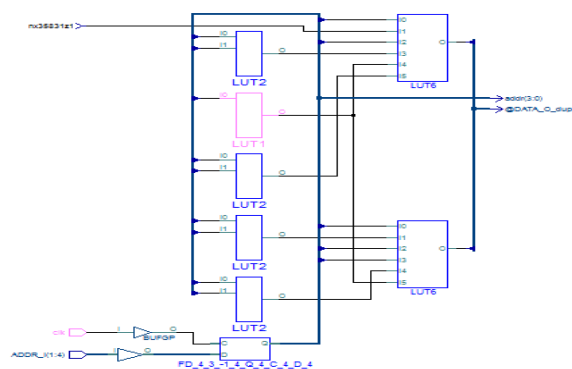 nx35831z1
I0
I1
O
LUT2
I0
O
LUT1
I0
I1
O
LUT2
I0
I1
O
LUT2
I0
I1
O
LUT2
I0
I1
I2
I3
I4
I5
O
LUT6
addr(3:0)
@DATA_O_dup
I0
I1
I2
I3
I4
I5
O
LUT6
clk
I
O
BUFGP
ADDR_i(1:4)
I
O
C
D
Q
FD_4_3_-1_4_Q_4_C_4_D_4